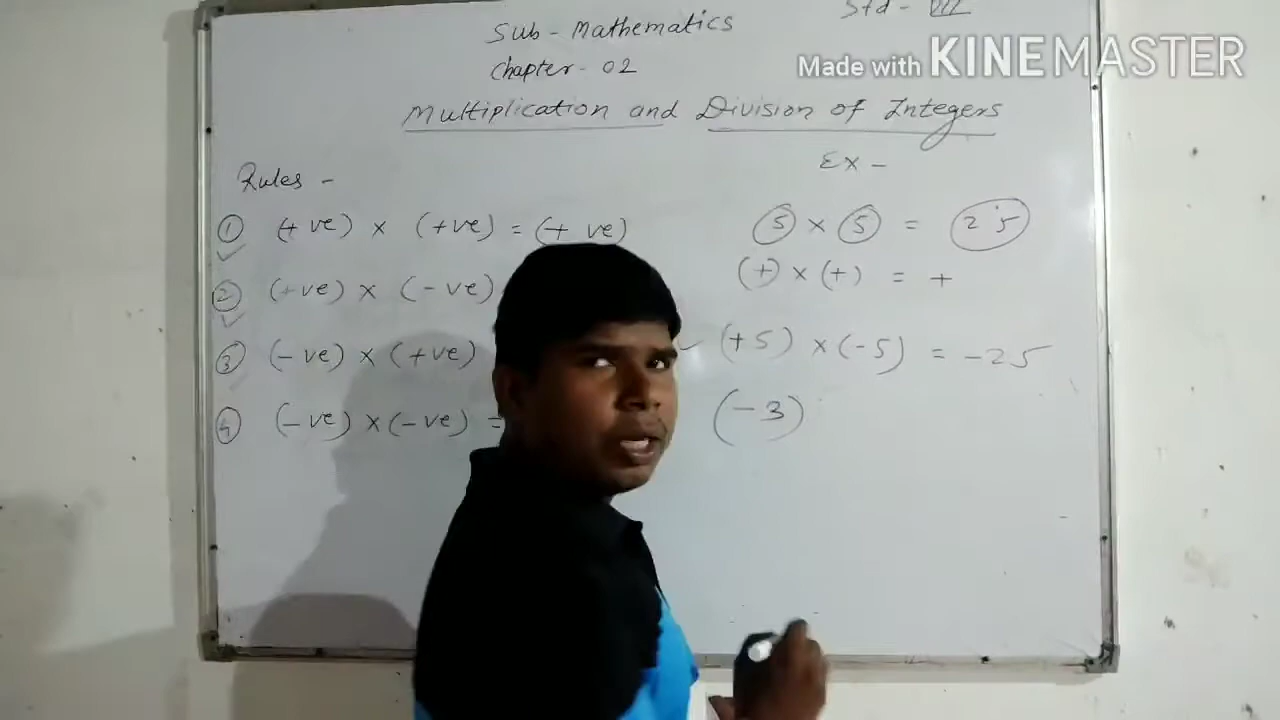 Sub - Mathematics
Std - VII
Made with KINEMASTER
Chapter - 02
Multiplication and Division of Integers
Ex -
Rules -
① (+ ve) × (+ve) = (+ ve)
5 × 5 = 25
(+) × (+) = +
② (+ve) × (- ve)
③ (- ve) × (+ve)
(+5) × (-5) = -25
④ (- ve) × (- ve) =
(-3)